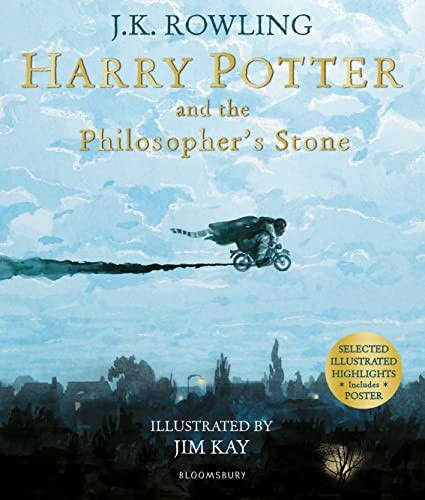 J.K. ROWLING
HARRY POTTER
and the
Philosopher's Stone
SELECTED
ILLUSTRATED
HIGHLIGHTS
* Includes *
POSTER
ILLUSTRATED BY
JIM KAY
BLOOMSBURY